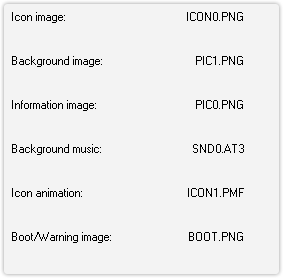 Icon image: ICON0.PNG
Background image: PIC1.PNG
Information image: PIC0.PNG
Background music: SND0.AT3
Icon animation: ICON1.PMF
Boot/Warning image: BOOT.PNG